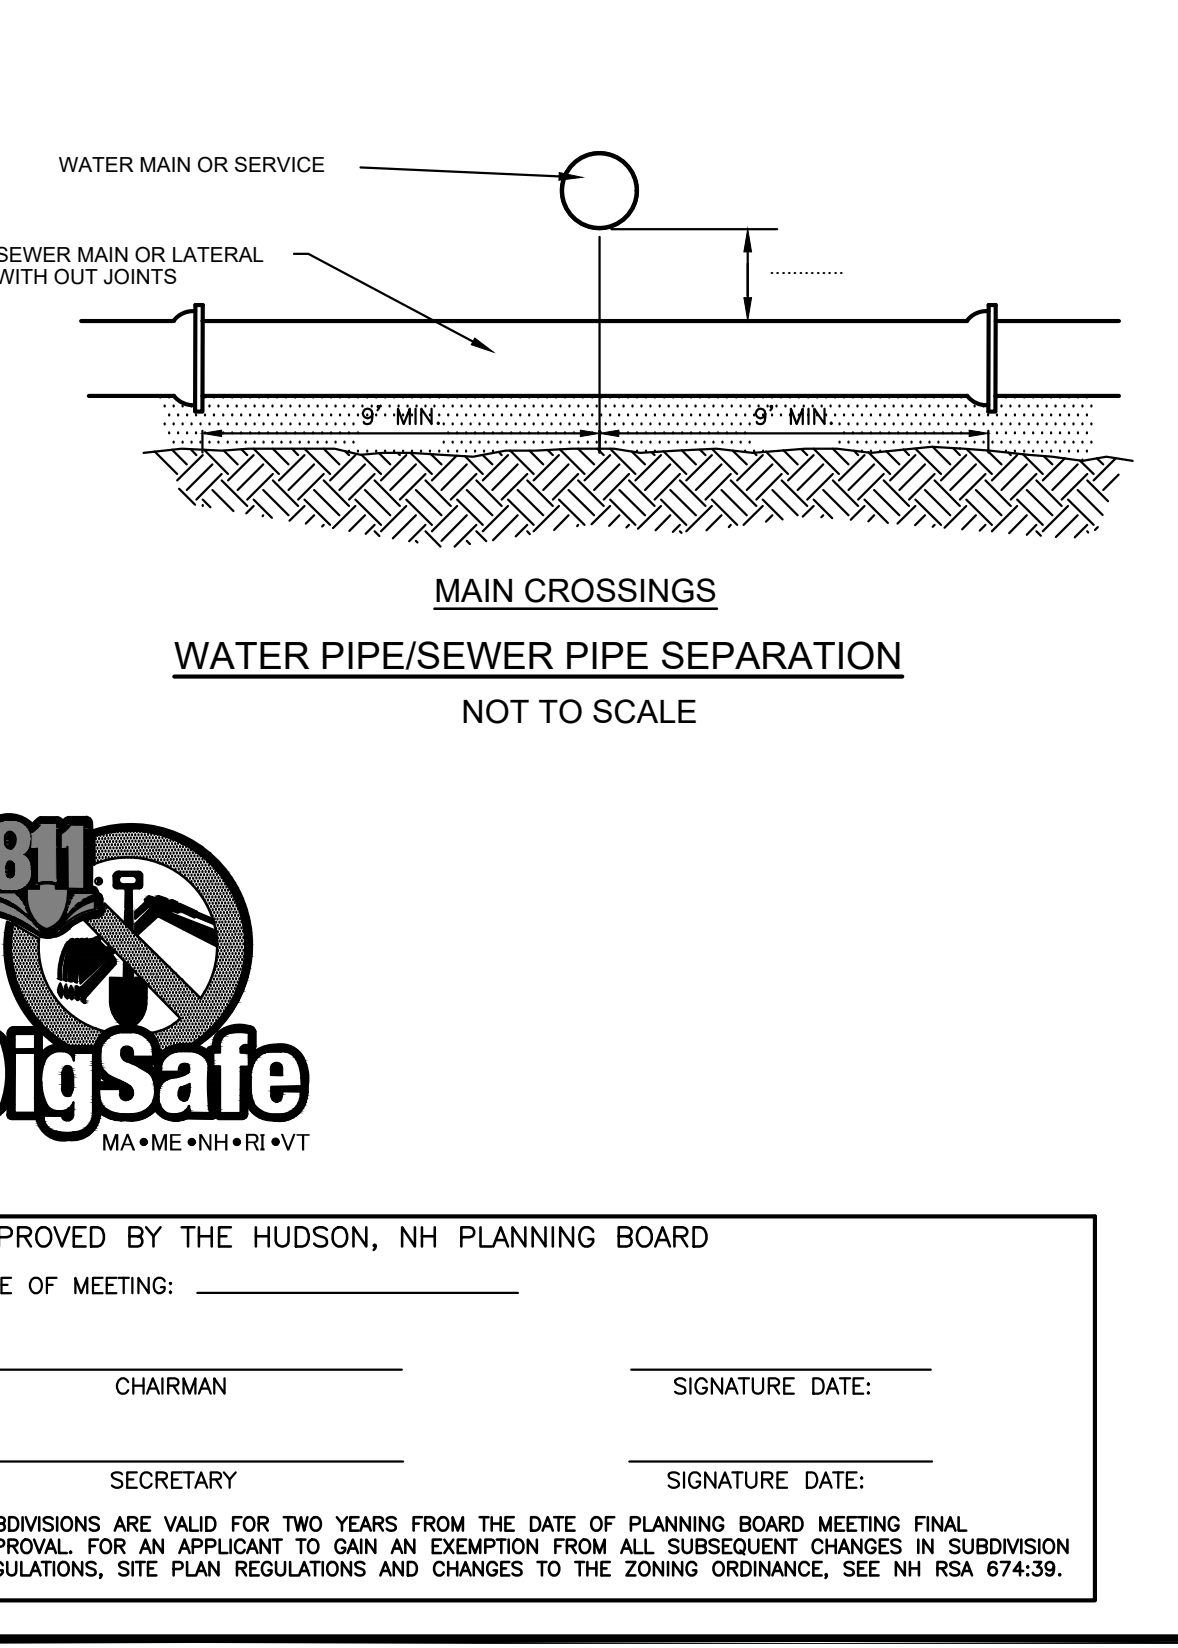 WATER MAIN OR SERVICE
SEWER MAIN OR LATERAL
WITH OUT JOINTS
9' MIN.
9' MIN.
MAIN CROSSINGS
WATER PIPE/SEWER PIPE SEPARATION
NOT TO SCALE
811
DigSafe
MA•ME•NH•RI•VT
PROVED BY THE HUDSON, NH PLANNING BOARD
E OF MEETING:
CHAIRMAN
SIGNATURE DATE:
SECRETARY
SIGNATURE DATE:
BDIVISIONS ARE VALID FOR TWO YEARS FROM THE DATE OF PLANNING BOARD MEETING FINAL
PROVAL. FOR AN APPLICANT TO GAIN AN EXEMPTION FROM ALL SUBSEQUENT CHANGES IN SUBDIVISION
GULATIONS, SITE PLAN REGULATIONS AND CHANGES TO THE ZONING ORDINANCE, SEE NH RSA 674:39.